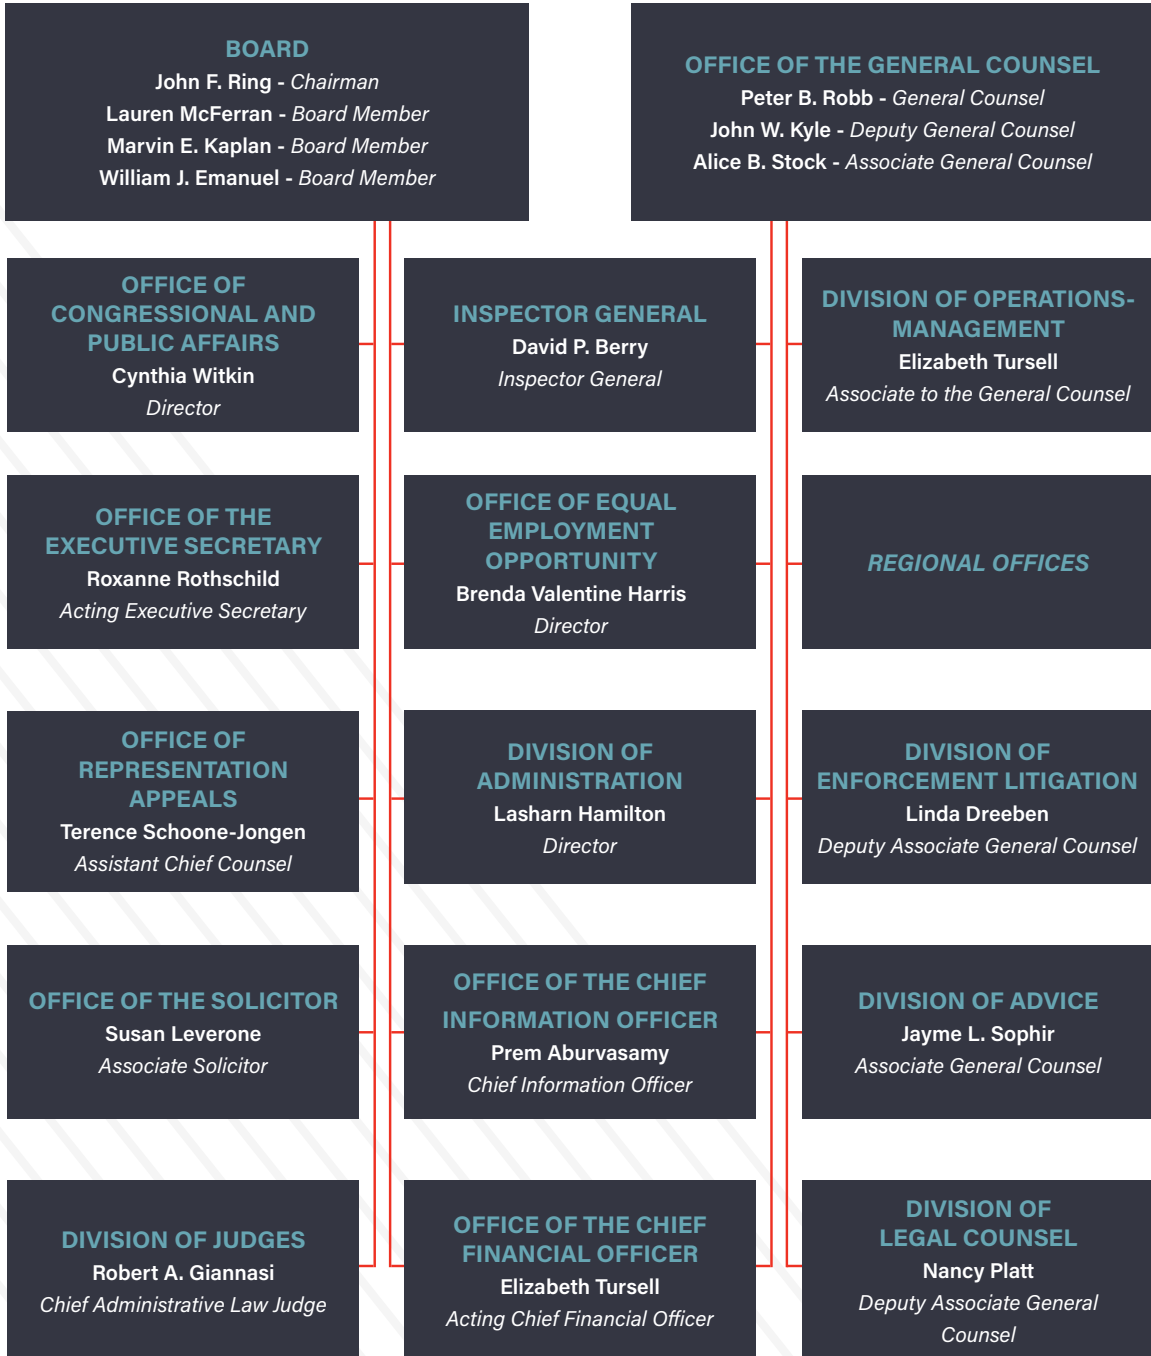 BOARD
John F. Ring - Chairman
Lauren McFerran - Board Member
Marvin E. Kaplan - Board Member
William J. Emanuel - Board Member
OFFICE OF THE GENERAL COUNSEL
Peter B. Robb - General Counsel
John W. Kyle - Deputy General Counsel
Alice B. Stock - Associate General Counsel
OFFICE OF
CONGRESSIONAL AND
PUBLIC AFFAIRS
Cynthia Witkin
Director
INSPECTOR GENERAL
David P. Berry
Inspector General
DIVISION OF OPERATIONS-
MANAGEMENT
Elizabeth Tursell
Associate to the General Counsel
OFFICE OF THE
EXECUTIVE SECRETARY
Roxanne Rothschild
Acting Executive Secretary
OFFICE OF EQUAL
EMPLOYMENT
OPPORTUNITY
Brenda Valentine Harris
Director
REGIONAL OFFICES
OFFICE OF
REPRESENTATION
APPEALS
Terence Schoone-Jongen
Assistant Chief Counsel
DIVISION OF
ADMINISTRATION
Lasharn Hamilton
Director
DIVISION OF
ENFORCEMENT LITIGATION
Linda Dreeben
Deputy Associate General Counsel
OFFICE OF THE SOLICITOR
Susan Leverone
Associate Solicitor
OFFICE OF THE CHIEF
INFORMATION OFFICER
Prem Aburvasamy
Chief Information Officer
DIVISION OF ADVICE
Jayme L. Sophir
Associate General Counsel
DIVISION OF JUDGES
Robert A. Giannasi
Chief Administrative Law Judge
OFFICE OF THE CHIEF
FINANCIAL OFFICER
Elizabeth Tursell
Acting Chief Financial Officer
DIVISION OF
LEGAL COUNSEL
Nancy Platt
Deputy Associate General
Counsel